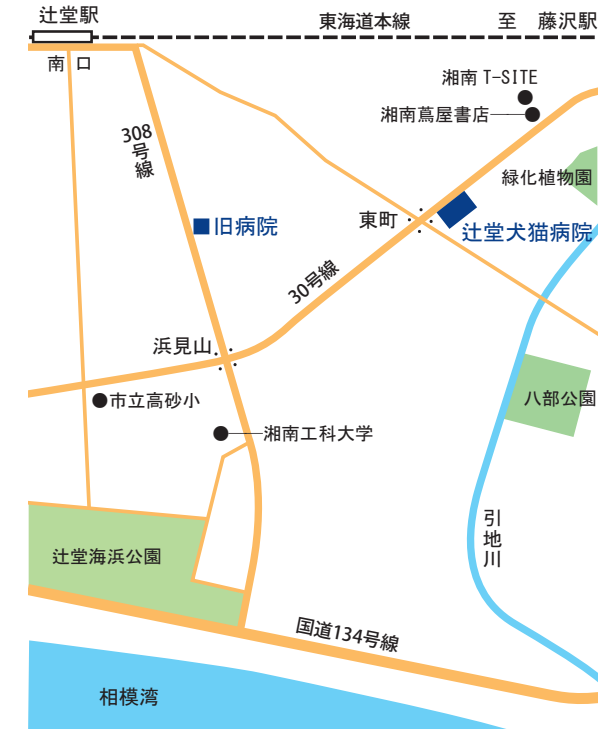 辻堂駅
東海道本線
至 藤沢駅
南口
湘南 T-SITE
湘南蔦屋書店
308号線
緑化植物園
旧病院
東町
辻堂犬猫病院
30号線
浜見山
市立高砂小
八部公園
湘南工科大学
引地川
辻堂海浜公園
国道134号線
相模湾